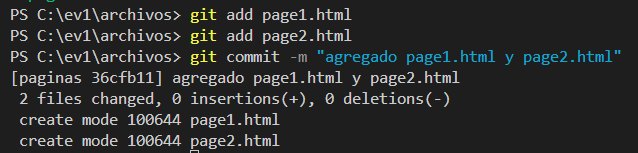 PS C:\ev1\archivos> git add page1.html
PS C:\ev1\archivos> git add page2.html
PS C:\ev1\archivos> git commit -m "agregado page1.html y page2.html"
[paginas 36cfb11] agregado page1.html y page2.html
 2 files changed, 0 insertions(+), 0 deletions(-)
 create mode 100644 page1.html
 create mode 100644 page2.html